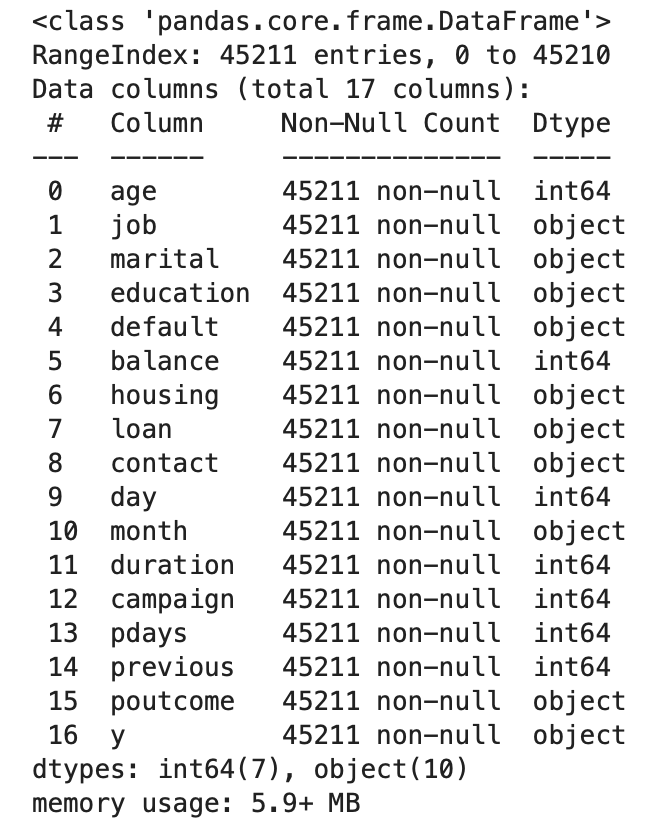 <class 'pandas.core.frame.DataFrame'>
RangeIndex: 45211 entries, 0 to 45210
Data columns (total 17 columns):
 #   Column     Non-Null Count  Dtype
---  ------     --------------  -----
 0   age        45211 non-null  int64
 1   job        45211 non-null  object
 2   marital    45211 non-null  object
 3   education  45211 non-null  object
 4   default    45211 non-null  object
 5   balance    45211 non-null  int64
 6   housing    45211 non-null  object
 7   loan       45211 non-null  object
 8   contact    45211 non-null  object
 9   day        45211 non-null  int64
 10  month      45211 non-null  object
 11  duration   45211 non-null  int64
 12  campaign   45211 non-null  int64
 13  pdays      45211 non-null  int64
 14  previous   45211 non-null  int64
 15  poutcome   45211 non-null  object
 16  y          45211 non-null  object
dtypes: int64(7), object(10)
memory usage: 5.9+ MB